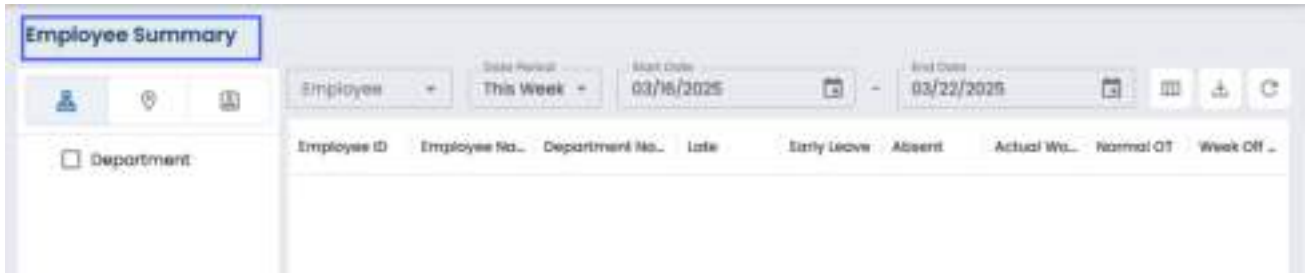 Employee Summary
Date Period
Start Date
End Date
Employee
This Week
03/16/2025
-
03/22/2025
Department
Employee ID
Employee Na...
Department Na...
Late
Early Leave
Absent
Actual Wo...
Normal OT
Week Off ...